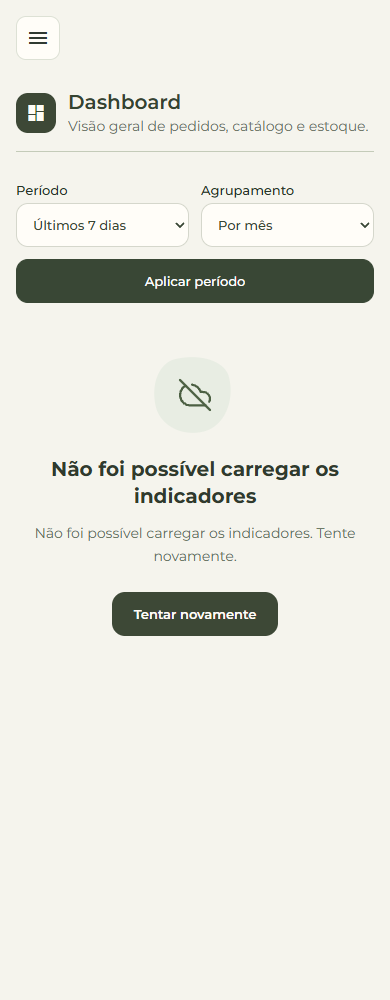 Dashboard
Visão geral de pedidos, catálogo e estoque.
Período
Agrupamento
Últimos 7 dias
Por mês
Aplicar período
Não foi possível carregar os
indicadores
Não foi possível carregar os indicadores. Tente
novamente.
Tentar novamente